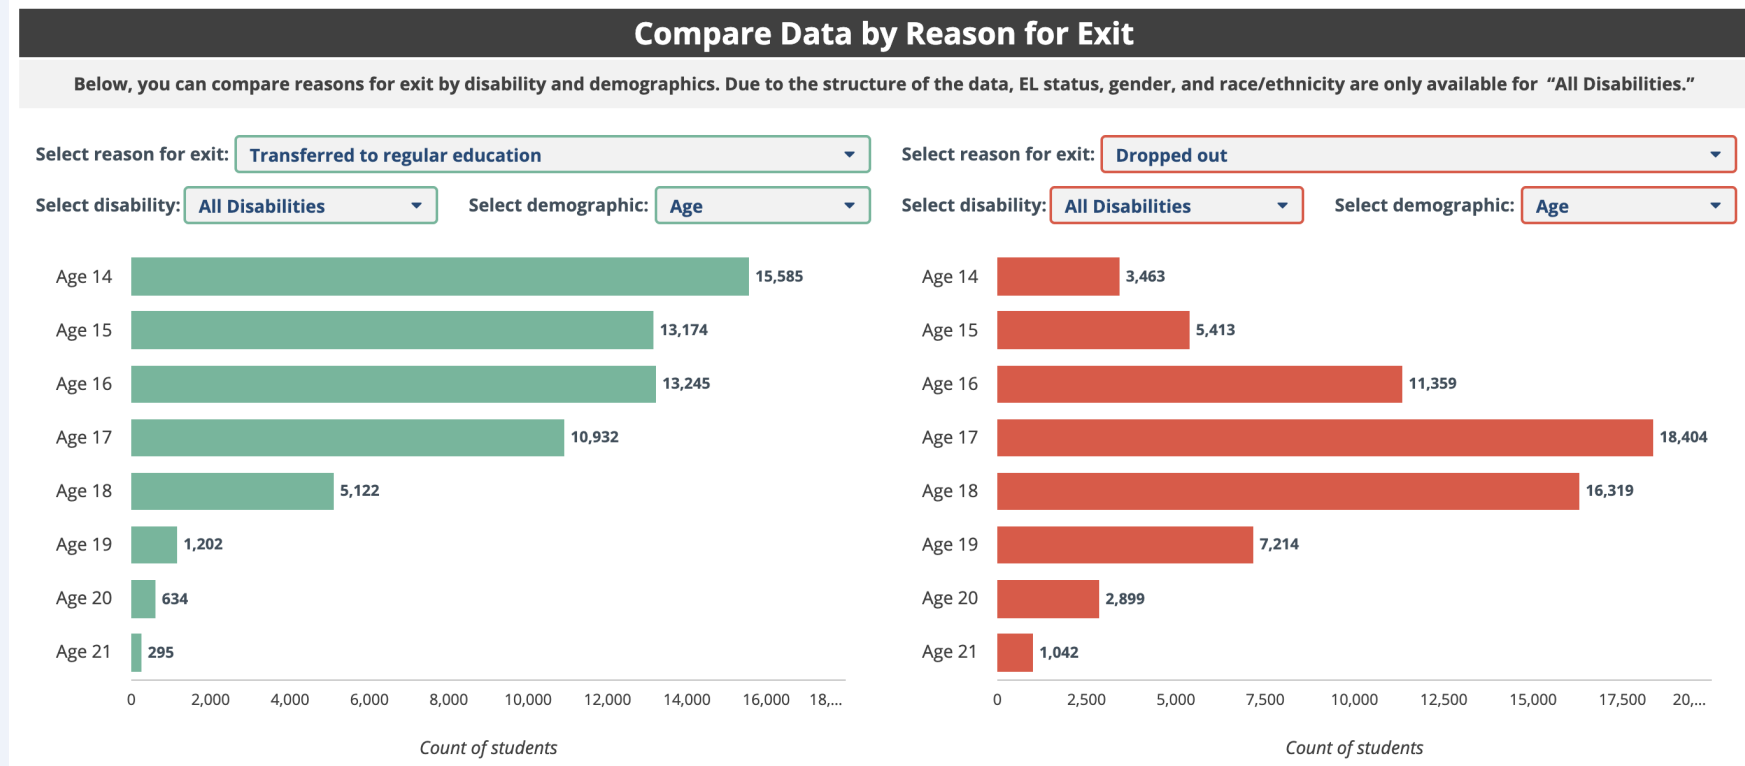 Compare Data by Reason for Exit
Below, you can compare reasons for exit by disability and demographics. Due to the structure of the data, EL status, gender, and race/ethnicity are only available for “All Disabilities.”
Select reason for exit: Transferred to regular education
Select disability: All Disabilities Select demographic: Age
Age 14 15,585
Age 15 13,174
Age 16 13,245
Age 17 10,932
Age 18 5,122
Age 19 1,202
Age 20 634
Age 21 295
0 2,000 4,000 6,000 8,000 10,000 12,000 14,000 16,000 18,...
Count of students
Select reason for exit: Dropped out
Select disability: All Disabilities Select demographic: Age
Age 14 3,463
Age 15 5,413
Age 16 11,359
Age 17 18,404
Age 18 16,319
Age 19 7,214
Age 20 2,899
Age 21 1,042
0 2,500 5,000 7,500 10,000 12,500 15,000 17,500 20,...
Count of students